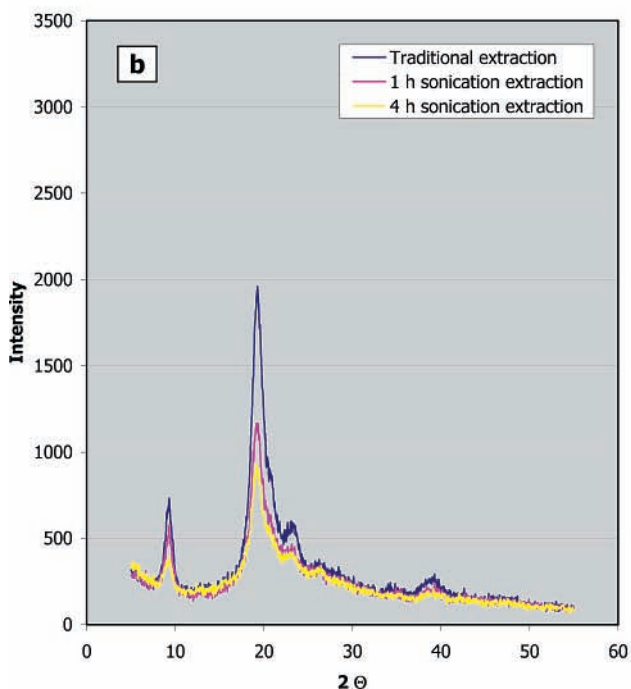 3500
3000
2500
2000
1500
1000
500
0
Intensity
b
Traditional extraction
1 h sonication extraction
4 h sonication extraction
0 10 20 30 40 50 60
2 Θ